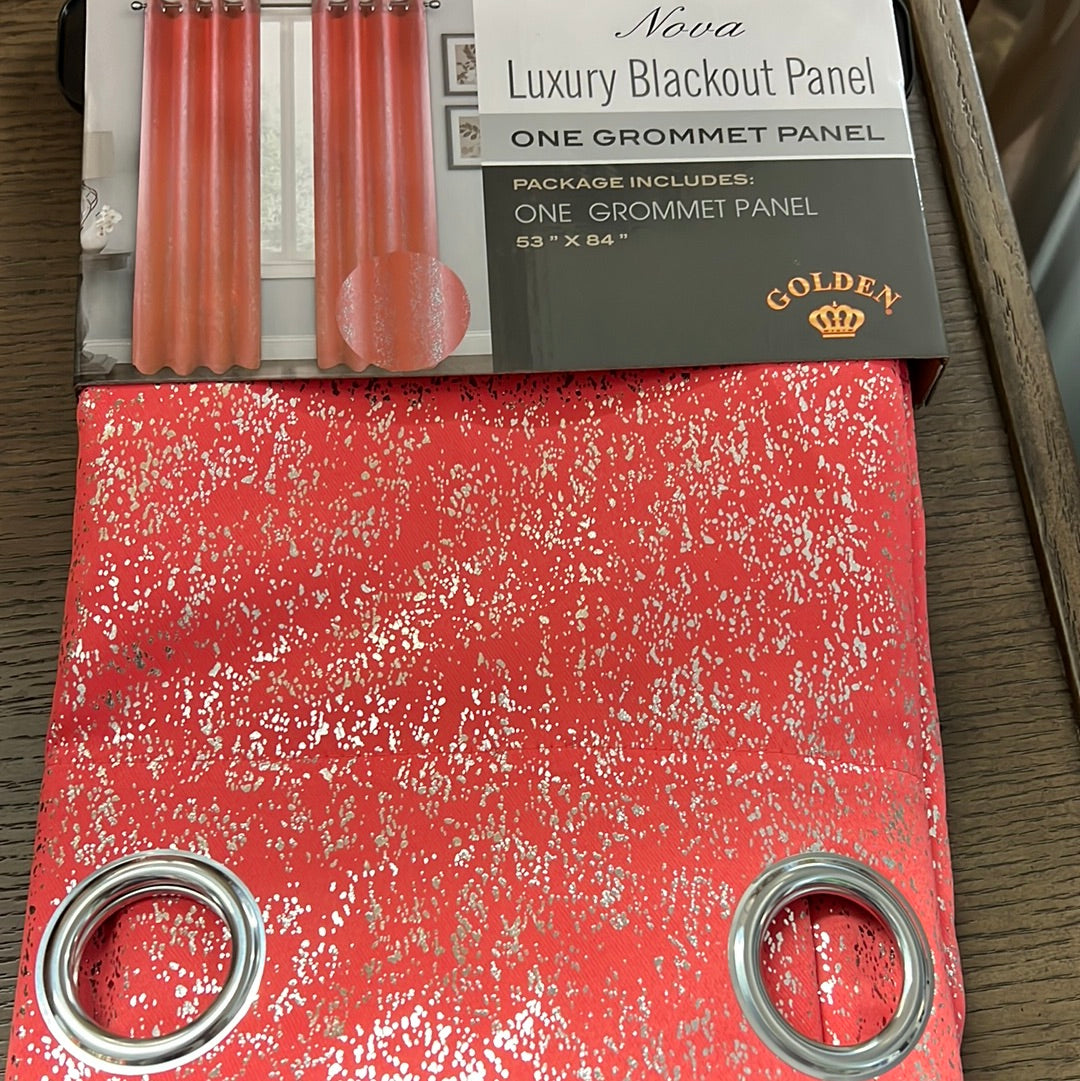 Nova
Luxury Blackout Panel
ONE GROMMET PANEL
PACKAGE INCLUDES:
ONE GROMMET PANEL
53" X 84"
GOLDEN